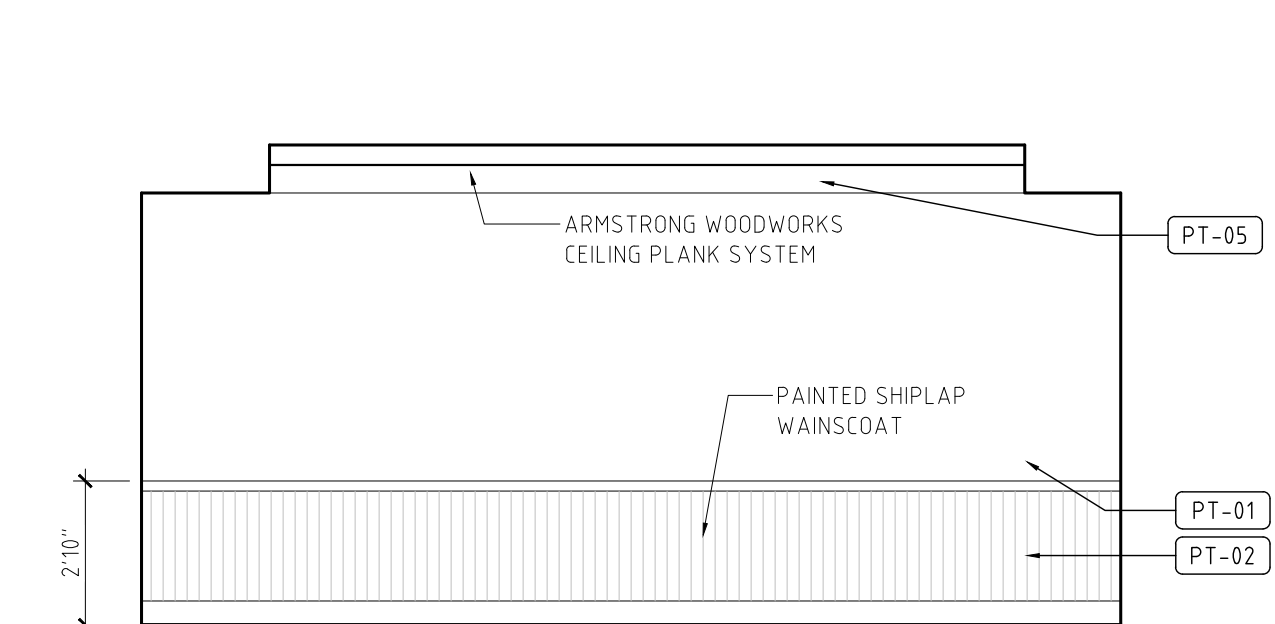 ARMSTRONG WOODWORKS
CEILING PLANK SYSTEM
PT-05
PAINTED SHIPLAP
WAINSCOAT
PT-01
PT-02
2'10"